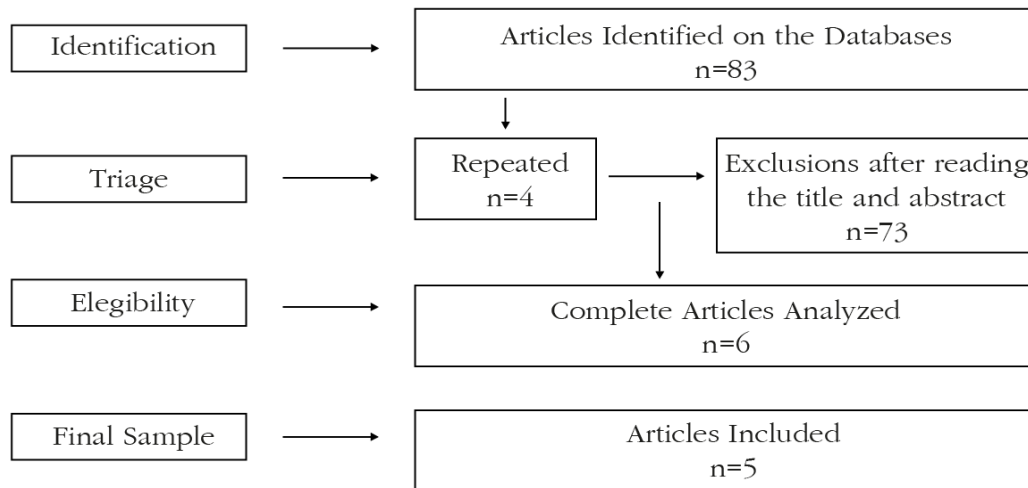 Identification
Articles Identified on the Databases
n=83
Triage
Repeated
n=4
Exclusions after reading
the title and abstract
n=73
Elegibility
Complete Articles Analyzed
n=6
Final Sample
Articles Included
n=5